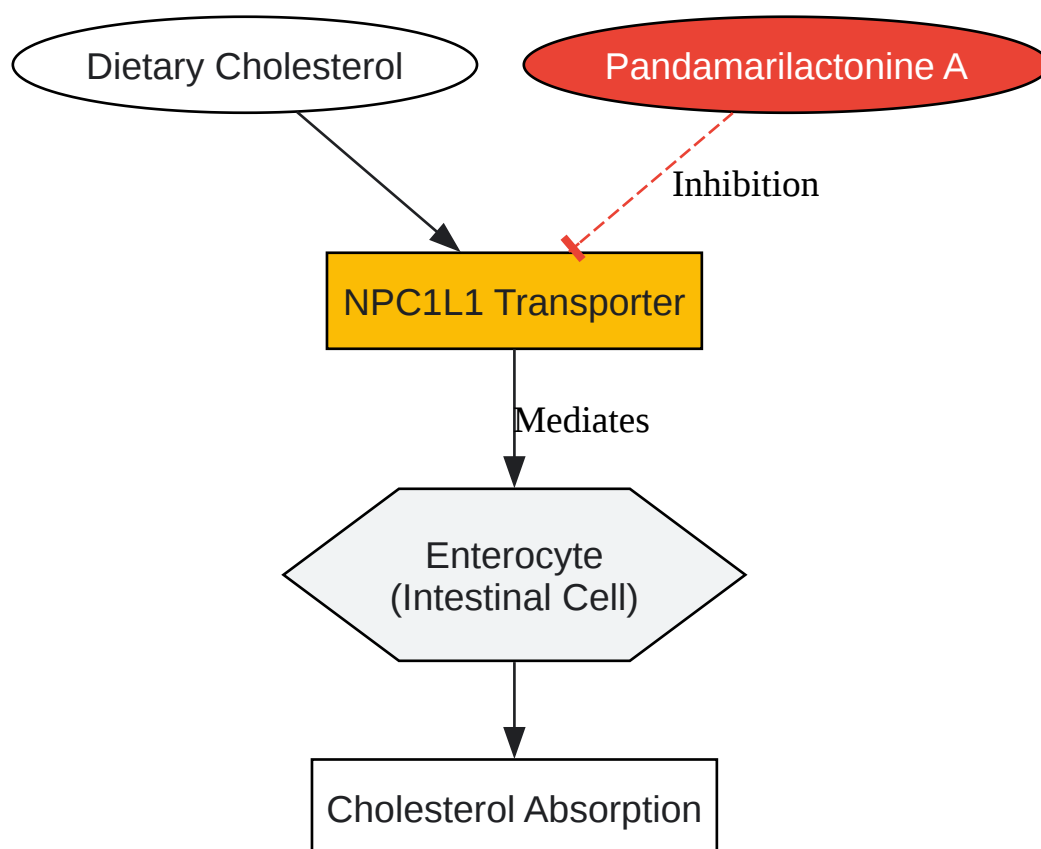 Dietary Cholesterol
Pandamarilactonine A
Inhibition
NPC1L1 Transporter
Mediates
Enterocyte
(Intestinal Cell)
Cholesterol Absorption